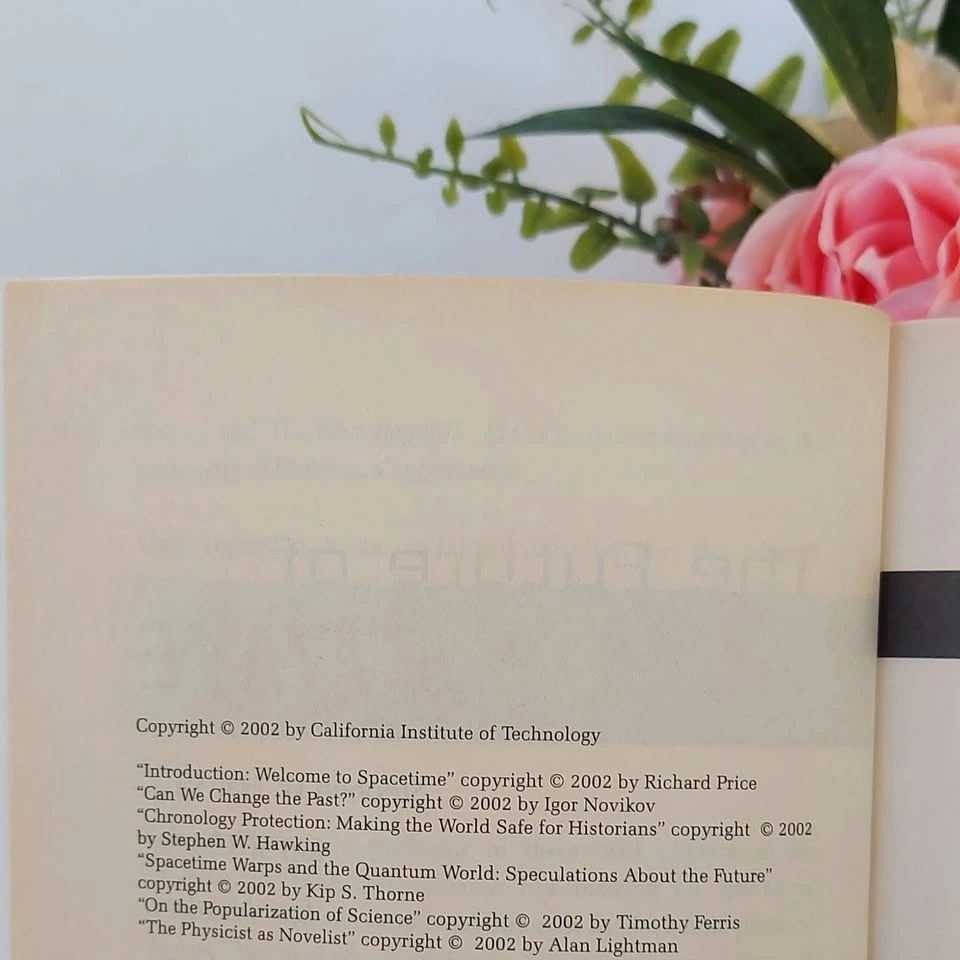 The Future of
Copyright © 2002 by California Institute of Technology
“Introduction: Welcome to Spacetime” copyright © 2002 by Richard Price
“Can We Change the Past?” copyright © 2002 by Igor Novikov
“Chronology Protection: Making the World Safe for Historians” copyright © 2002
by Stephen W. Hawking
“Spacetime Warps and the Quantum World: Speculations About the Future”
copyright © 2002 by Kip S. Thorne
“On the Popularization of Science” copyright © 2002 by Timothy Ferris
“The Physicist as Novelist” copyright © 2002 by Alan Lightman